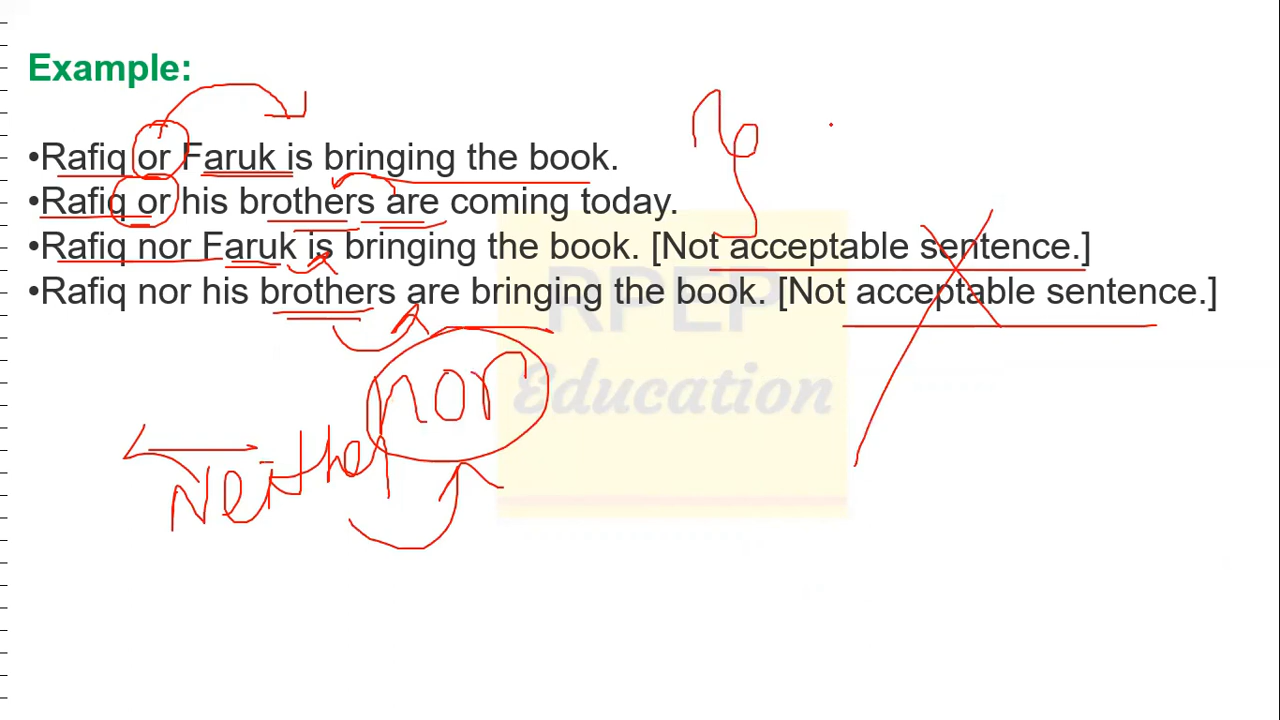 Example:
•Rafiq or Faruk is bringing the book.
•Rafiq or his brothers are coming today.
•Rafiq nor Faruk is bringing the book. [Not acceptable sentence.]
•Rafiq nor his brothers are bringing the book. [Not acceptable sentence.]
RPEP
Education
Neither nor